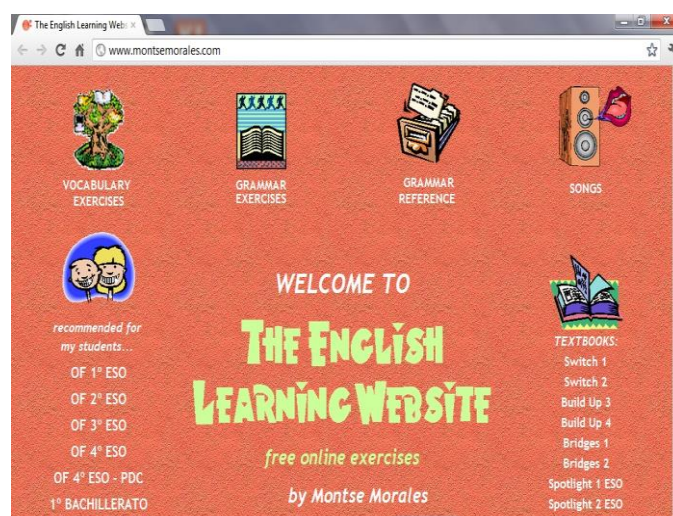 The English Learning Webs
www.montsemorales.com
VOCABULARY
EXERCISES
GRAMMAR
EXERCISES
GRAMMAR
REFERENCE
SONGS
recommended for
my students...
OF 1º ESO
OF 2º ESO
OF 3º ESO
OF 4º ESO
OF 4º ESO - PDC
1º BACHILLERATO
WELCOME TO
THE ENGLISH
LEARNING WEBSITE
free online exercises
by Montse Morales
TEXTBOOKS:
Switch 1
Switch 2
Build Up 3
Build Up 4
Bridges 1
Bridges 2
Spotlight 1 ESO
Spotlight 2 ESO